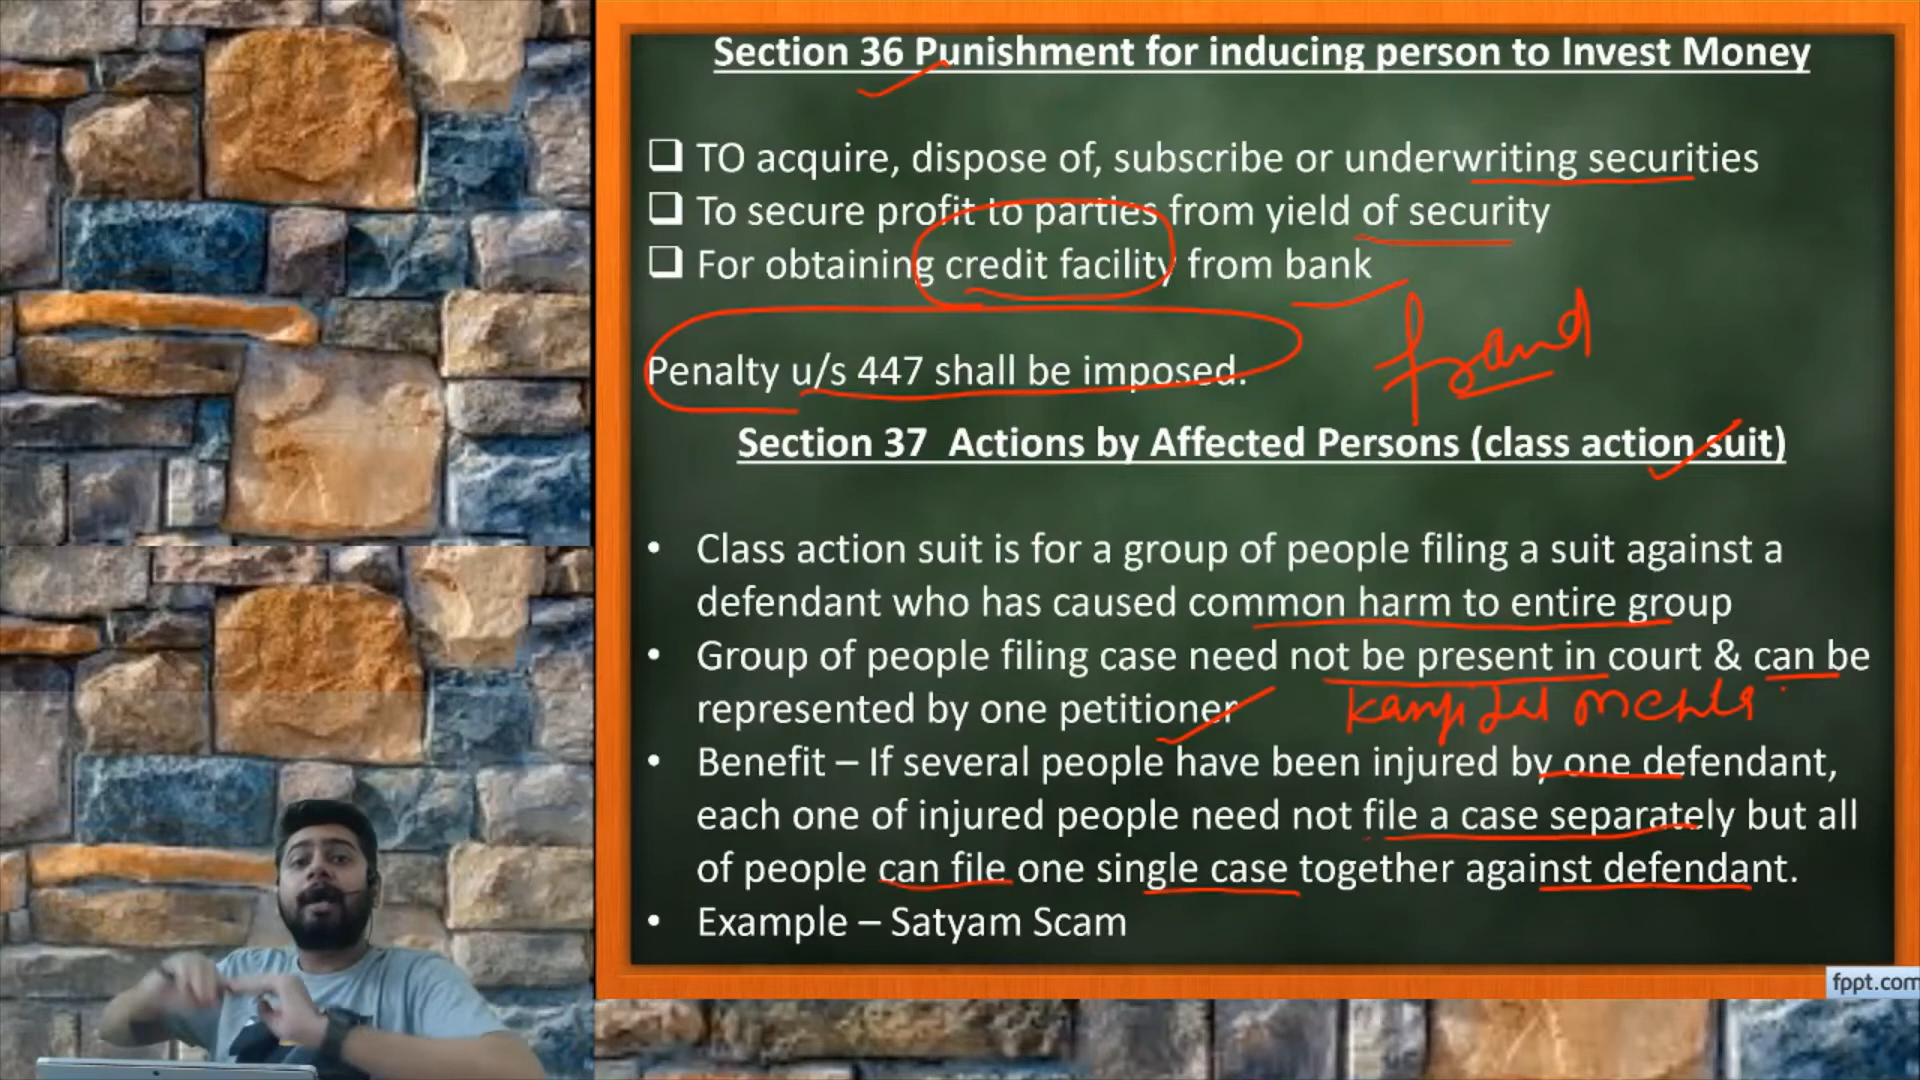 Section 36 Punishment for inducing person to Invest Money
❑ TO acquire, dispose of, subscribe or underwriting securities
❑ To secure profit to parties from yield of security
❑ For obtaining credit facility from bank
fraud
Penalty u/s 447 shall be imposed.
Section 37 Actions by Affected Persons (class action suit)
• Class action suit is for a group of people filing a suit against a
defendant who has caused common harm to entire group
• Group of people filing case need not be present in court & can be
represented by one petitioner
• Benefit – If several people have been injured by one defendant,
each one of injured people need not file a case separately but all
of people can file one single case together against defendant.
• Example – Satyam Scam
fppt.com